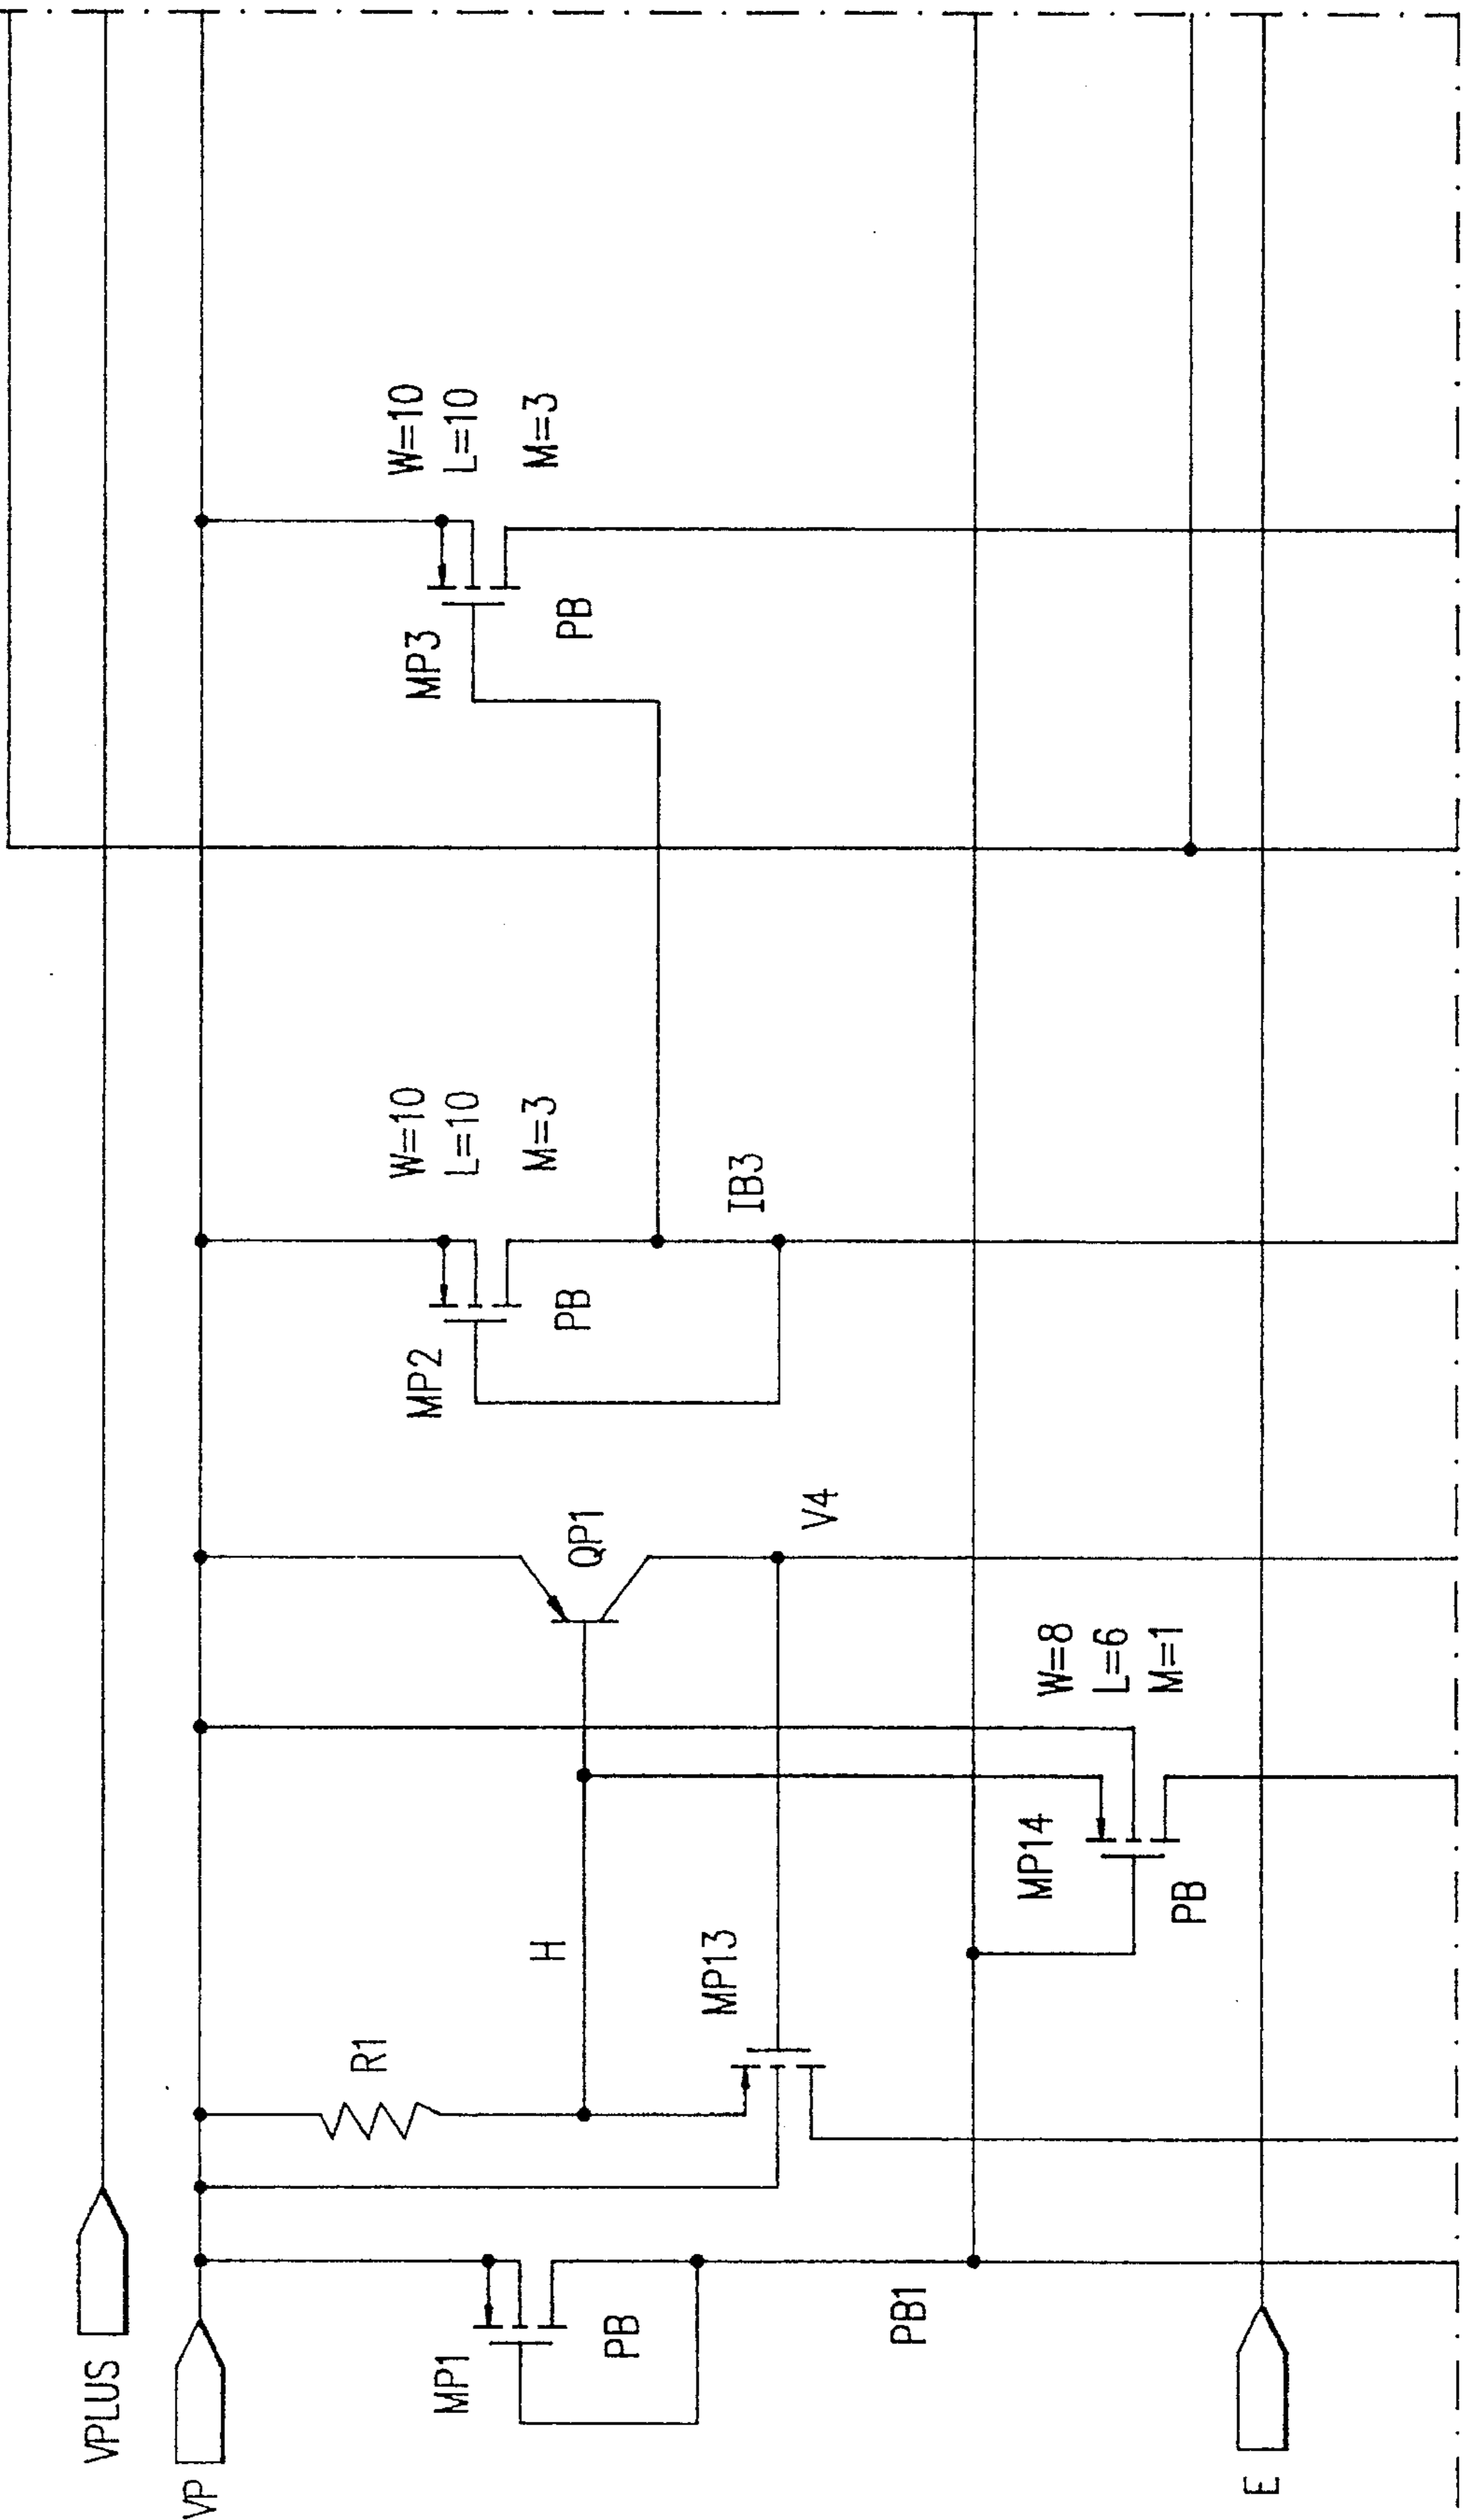 VPLUS
VP
MP1
PB
PB1
E
R1
H
MP13
MP14
PB
W=8
L=6
M=1
QP1
V4
MP2
PB
W=10
L=10
M=3
IB3
MP3
PB
W=10
L=10
M=3